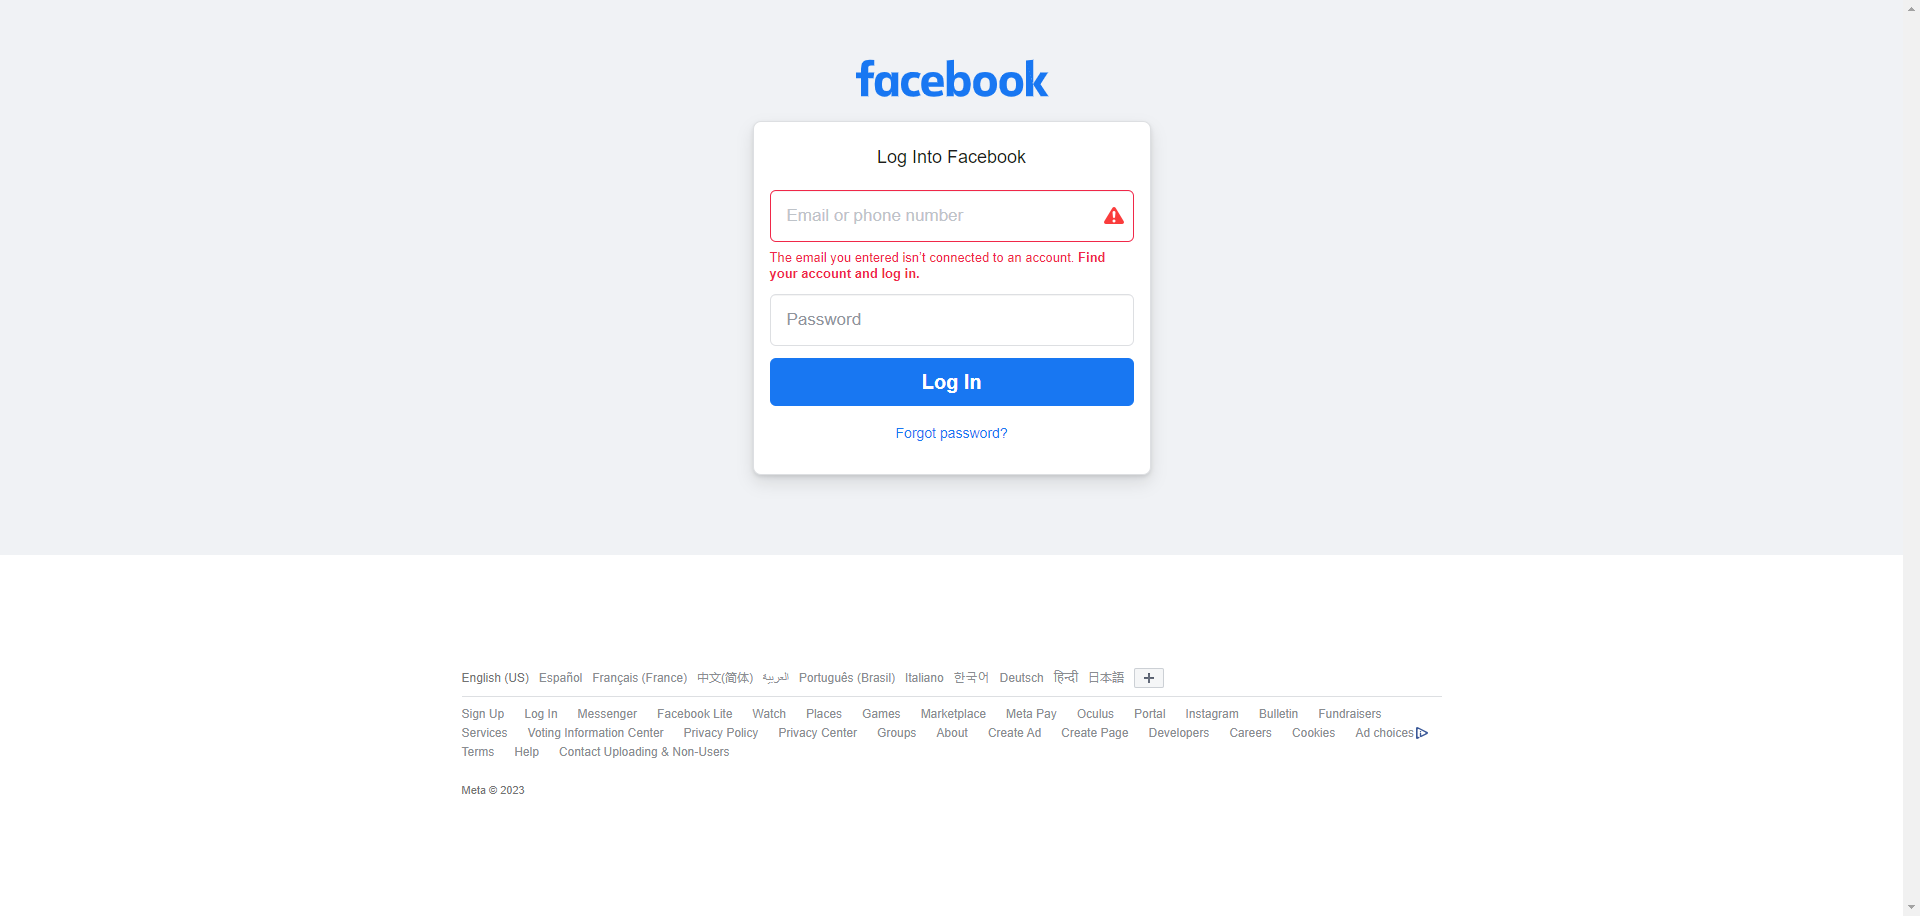 facebook
Log Into Facebook
Email or phone number
The email you entered isn’t connected to an account. Find
your account and log in.
Password
Log In
Forgot password?
English (US) Español Français (France) 中文(简体) العربية Português (Brasil) Italiano 한국어 Deutsch हिन्दी 日本語
Sign Up Log In Messenger Facebook Lite Watch Places Games Marketplace Meta Pay Oculus Portal Instagram Bulletin Fundraisers
Services Voting Information Center Privacy Policy Privacy Center Groups About Create Ad Create Page Developers Careers Cookies Ad choices
Terms Help Contact Uploading & Non-Users
Meta © 2023